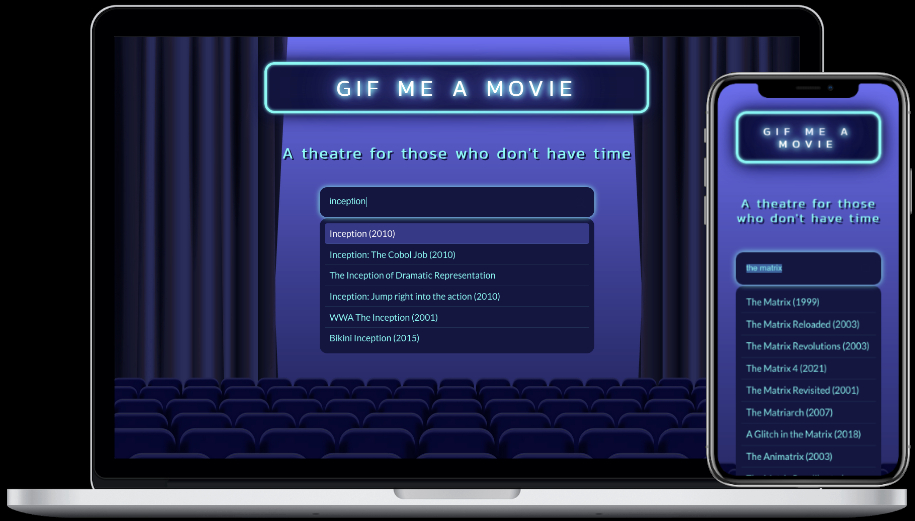 GIF ME A MOVIE
A theatre for those who don't have time
inception
Inception (2010)
Inception: The Cobol Job (2010)
The Inception of Dramatic Representation
Inception: Jump right into the action (2010)
WWA The Inception (2001)
Bikini Inception (2015)
GIF ME A
MOVIE
A theatre for those
who don't have time
the matrix
The Matrix (1999)
The Matrix Reloaded (2003)
The Matrix Revolutions (2003)
The Matrix 4 (2021)
The Matrix Revisited (2001)
The Matriarch (2007)
A Glitch in the Matrix (2018)
The Animatrix (2003)